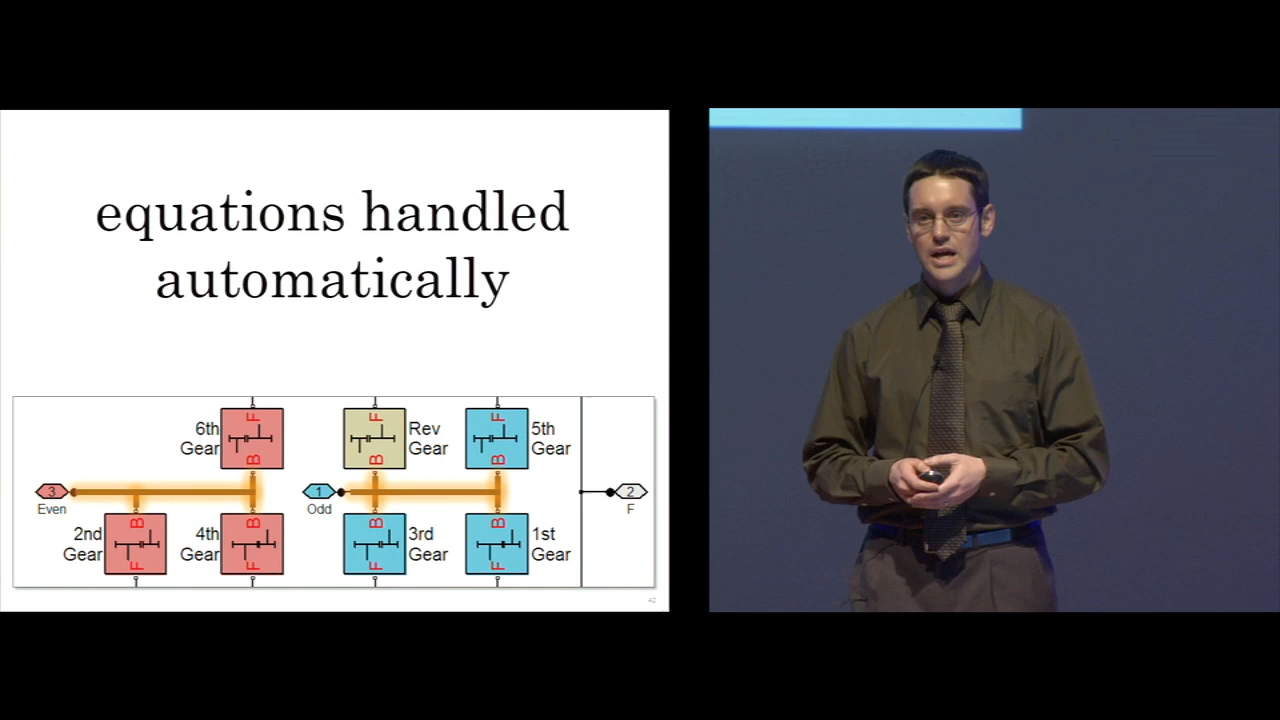 equations handled
automatically
6th
Gear
F
B
F
B
Rev
Gear
F
B
5th
Gear
3
Even
1
Odd
2
F
2nd
Gear
B
F
4th
Gear
B
F
B
F
3rd
Gear
B
F
1st
Gear
42